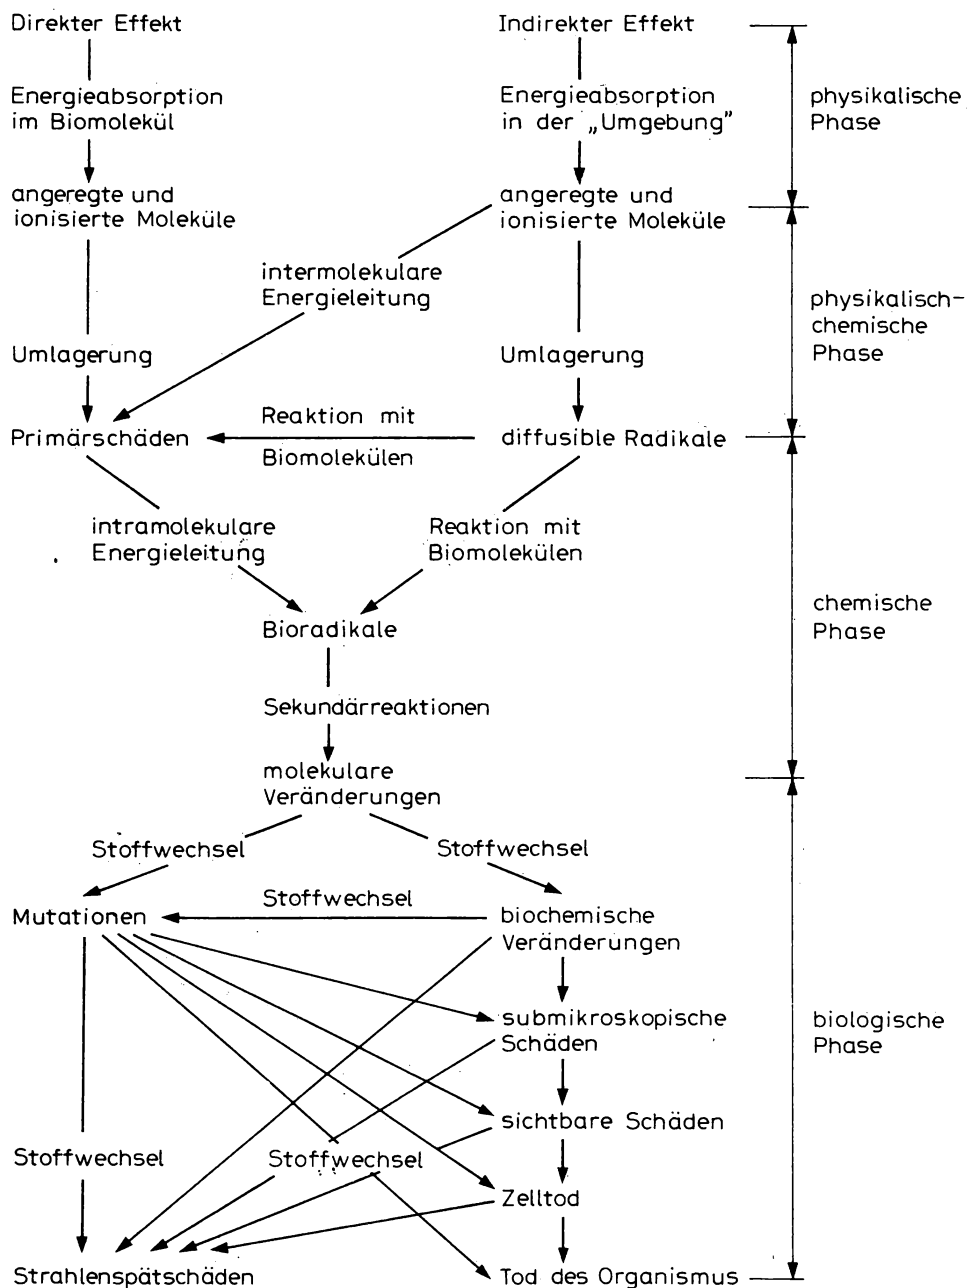 Direkter Effekt
Indirekter Effekt
Energieabsorption
im Biomolekül
Energieabsorption
in der „Umgebung”
physikalische
Phase
angeregte und
ionisierte Moleküle
angeregte und
ionisierte Moleküle
intermolekulare
Energieleitung
physikalisch-
chemische
Phase
Umlagerung
Umlagerung
Primärschäden
Reaktion mit
Biomolekülen
diffusible Radikale
intramolekulare
Energieleitung
Reaktion mit
Biomolekülen
Bioradikale
chemische
Phase
Sekundärreaktionen
molekulare
Veränderungen
Stoffwechsel
Stoffwechsel
Mutationen
Stoffwechsel
biochemische
Veränderungen
submikroskopische
Schäden
biologische
Phase
sichtbare Schäden
Stoffwechsel
Stoffwechsel
Zelltod
Strahlenspätschäden
Tod des Organismus